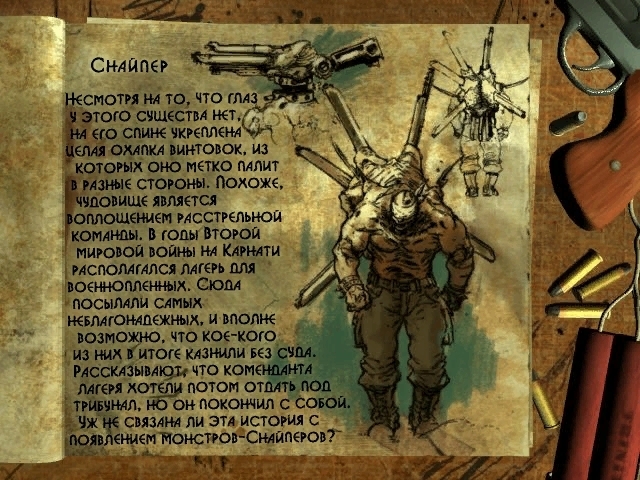 Снайпер
Несмотря на то, что глаз
у этого существа нет,
на его спине укреплена
целая охапка винтовок, из
которых оно метко палит
в разные стороны. Похоже,
чудовище является
воплощением расстрельной
команды. В годы Второй
мировой войны на Карнати
располагался лагерь для
военнопленных. Сюда
посылали самых
неблагонадежных, и вполне
возможно, что кое-кого
из них в итоге казнили без суда.
Рассказывают, что коменданта
лагеря хотели потом отдать под
трибунал, но он покончил с собой.
Уж не связана ли эта история с
появлением монстров-Снайперов?